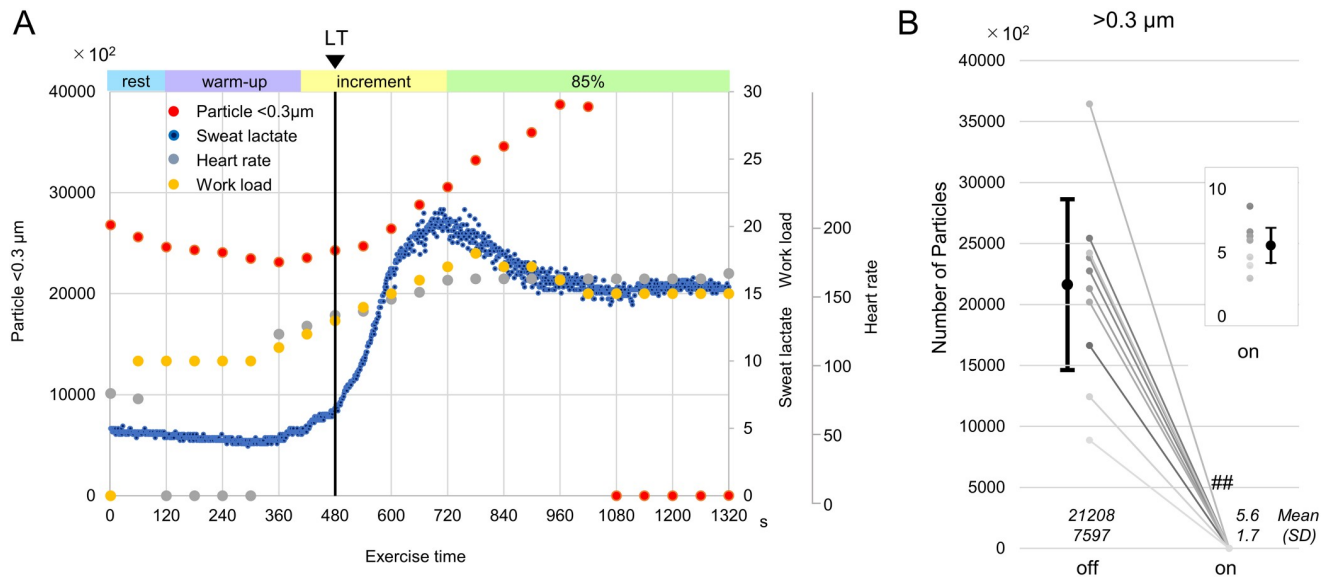 A
LT
× 10²
rest warm-up increment 85%
Particle <0.3μm
Sweat lactate
Heart rate
Work load
40000
30000
20000
10000
0
Particle <0.3 μm
30
25
20
15
10
5
0
Sweat lactate Work load
200
150
100
50
0
Heart rate
0 120 240 360 480 600 720 840 960 1080 1200 1320 s
Exercise time
B
>0.3 μm
× 10²
40000
35000
30000
25000
20000
15000
10000
5000
0
Number of Particles
10
5
0
on
##
21208 5.6 Mean
7597 1.7 (SD)
off on